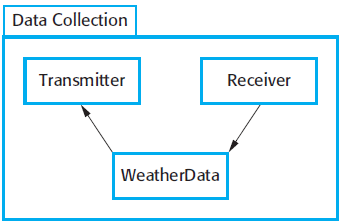 Data Collection
Transmitter
Receiver
WeatherData